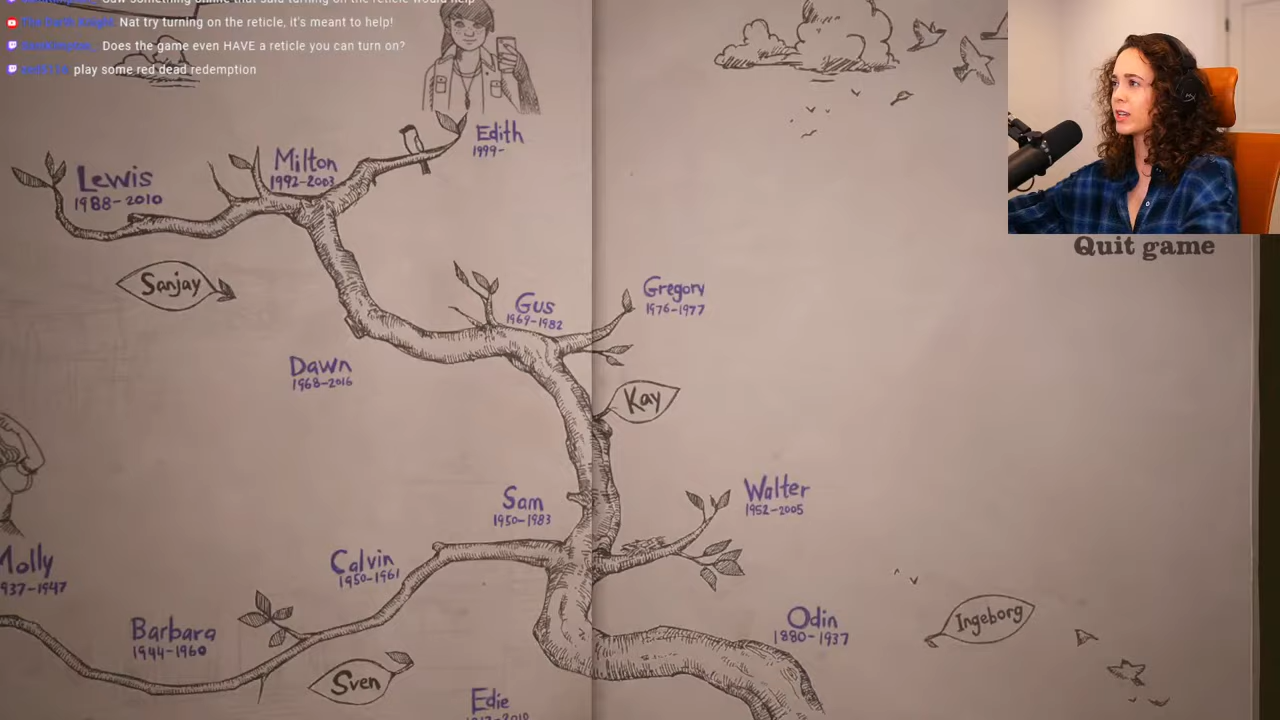 Nat try turning on the reticle, it's meant to help!
Does the game even HAVE a reticle you can turn on?
play some red dead redemption
Edith
1999-
Milton
1992-2003
Lewis
1988-2010
Quit game
Sanjay
Gus
1969-1982
Gregory
1976-1977
Dawn
1968-2016
Kay
Sam
1950-1983
Walter
1952-2005
Calvin
1950-1961
Molly
1937-1947
Barbara
1944-1960
Odin
1880-1937
Ingeborg
Sven
Edie